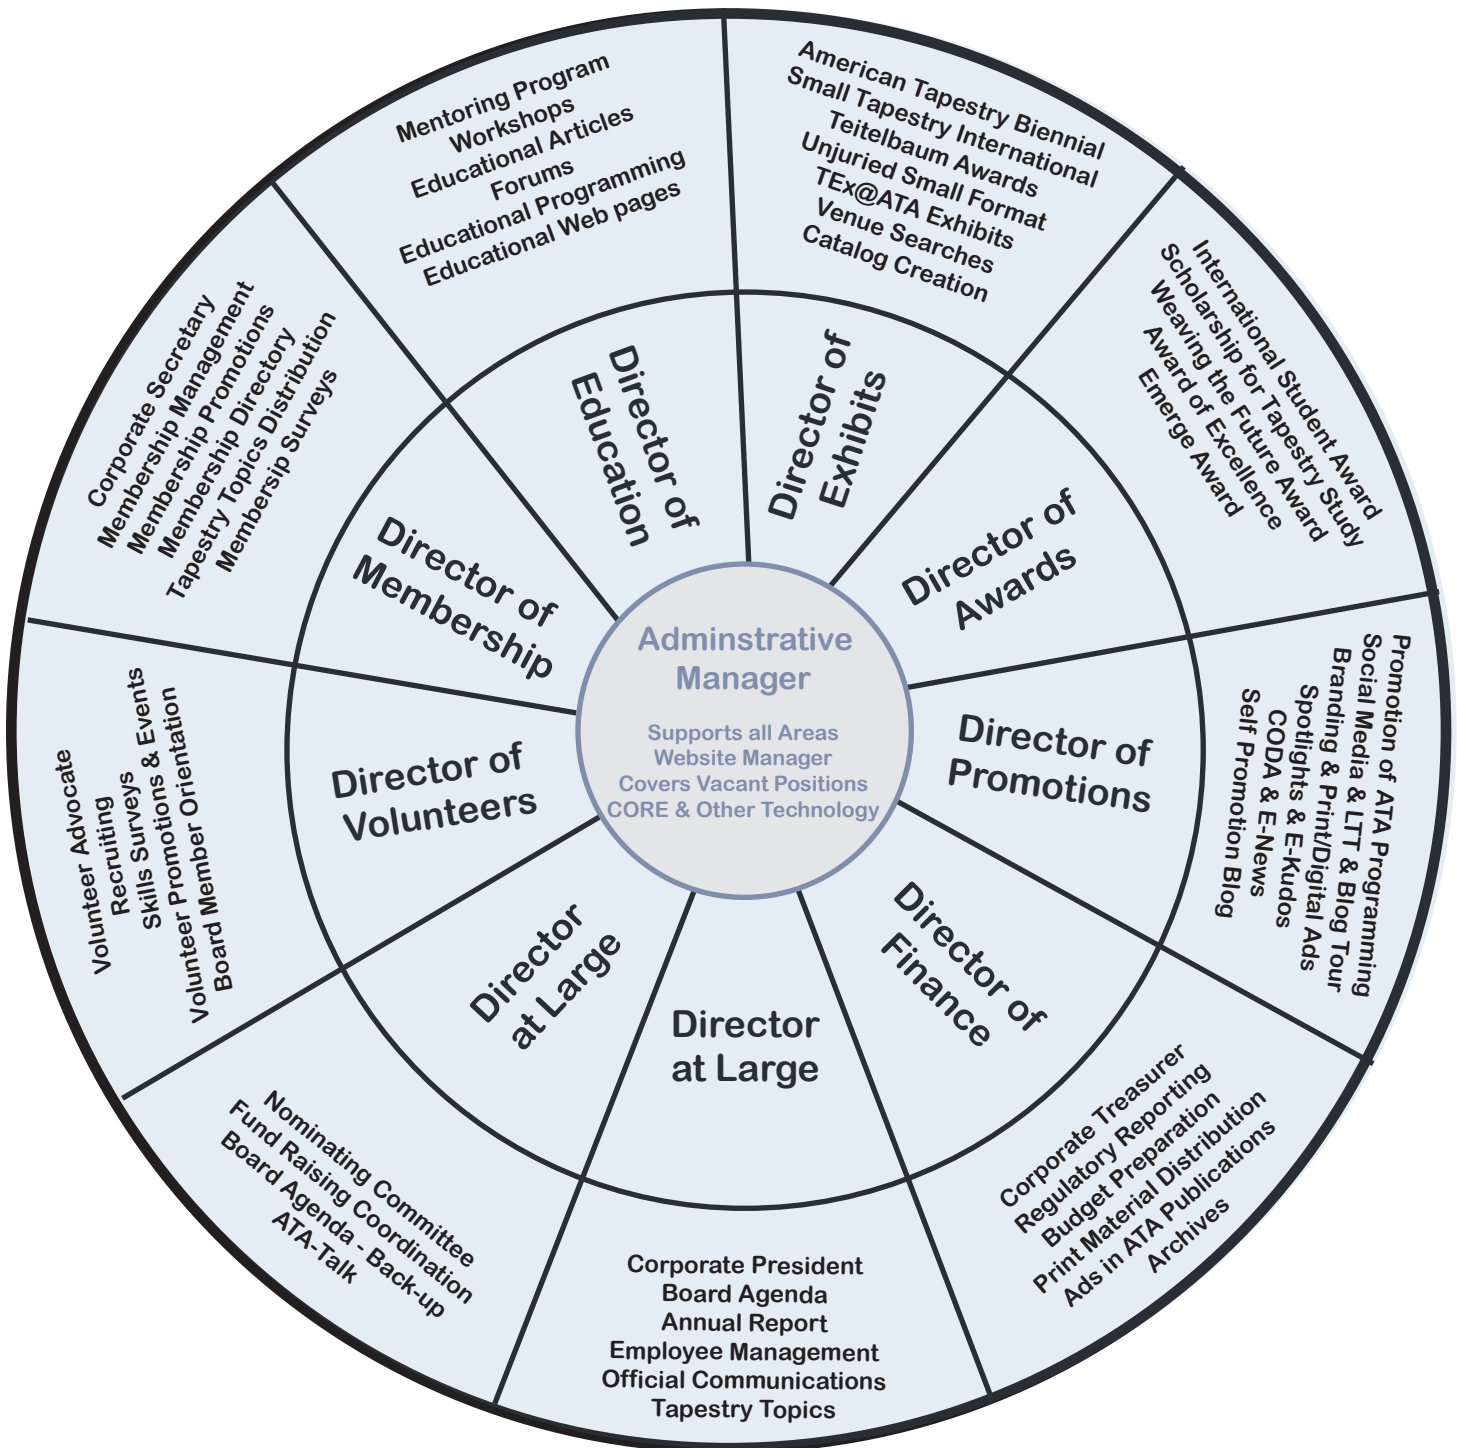 Adminstrative
Manager
Supports all Areas
Website Manager
Covers Vacant Positions
CORE & Other Technology
Director of
Exhibits
American Tapestry Biennial
Small Tapestry International
Teitelbaum Awards
Unjuried Small Format
TEx@ATA Exhibits
Venue Searches
Catalog Creation
Director of
Awards
International Student Award
Scholarship for Tapestry Study
Weaving the Future Award
Award of Excellence
Emerge Award
Director of
Promotions
Promotion of ATA Programming
Social Media & LTT & Blog Tour
Branding & Print/Digital Ads
Spotlights & E-Kudos
CODA & E-News
Self Promotion Blog
Director of
Finance
Corporate Treasurer
Regulatory Reporting
Budget Preparation
Print Material Distribution
Ads in ATA Publications
Archives
Director
at Large
Corporate President
Board Agenda
Annual Report
Employee Management
Official Communications
Tapestry Topics
Director
at Large
Nominating Committee
Fund Raising Coordination
Board Agenda - Back-up
ATA-Talk
Director of
Volunteers
Volunteer Advocate
Recruiting
Skills Surveys
Skills Promotions & Events
Volunteer Orientation
Board Member Orientation
Director of
Membership
Corporate Secretary
Membership Management
Membership Promotions
Membership Directory
Tapestry Topics Distribution
Membersip Surveys
Director of
Education
Mentoring Program
Workshops
Educational Articles
Forums
Educational Programming
Educational Web pages